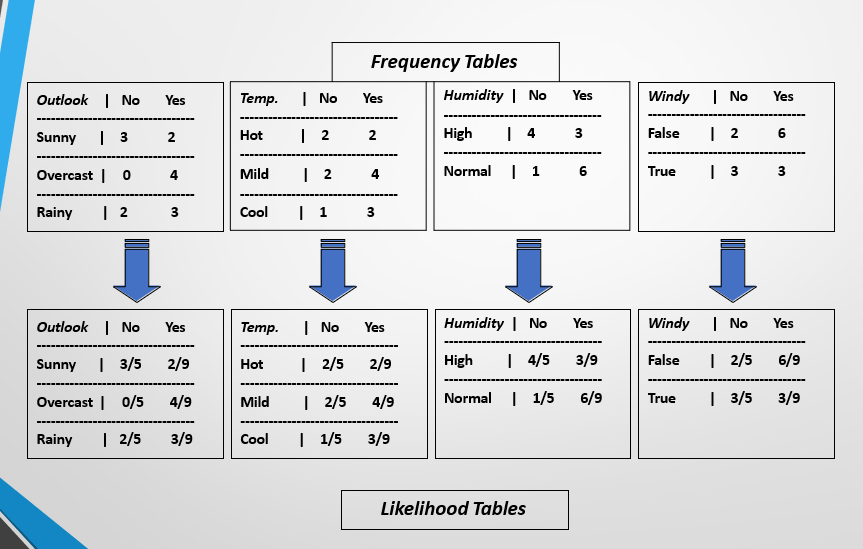 Frequency Tables
Outlook | No Yes
----------------------------------------
Sunny | 3 2
----------------------------------------
Overcast | 0 4
----------------------------------------
Rainy | 2 3
Temp. | No Yes
----------------------------------------
Hot | 2 2
----------------------------------------
Mild | 2 4
----------------------------------------
Cool | 1 3
Humidity | No Yes
----------------------------------------
High | 4 3
----------------------------------------
Normal | 1 6
Windy | No Yes
----------------------------------------
False | 2 6
----------------------------------------
True | 3 3
Outlook | No Yes
----------------------------------------
Sunny | 3/5 2/9
----------------------------------------
Overcast | 0/5 4/9
----------------------------------------
Rainy | 2/5 3/9
Temp. | No Yes
----------------------------------------
Hot | 2/5 2/9
----------------------------------------
Mild | 2/5 4/9
----------------------------------------
Cool | 1/5 3/9
Humidity | No Yes
----------------------------------------
High | 4/5 3/9
----------------------------------------
Normal | 1/5 6/9
Windy | No Yes
----------------------------------------
False | 2/5 6/9
----------------------------------------
True | 3/5 3/9
Likelihood Tables